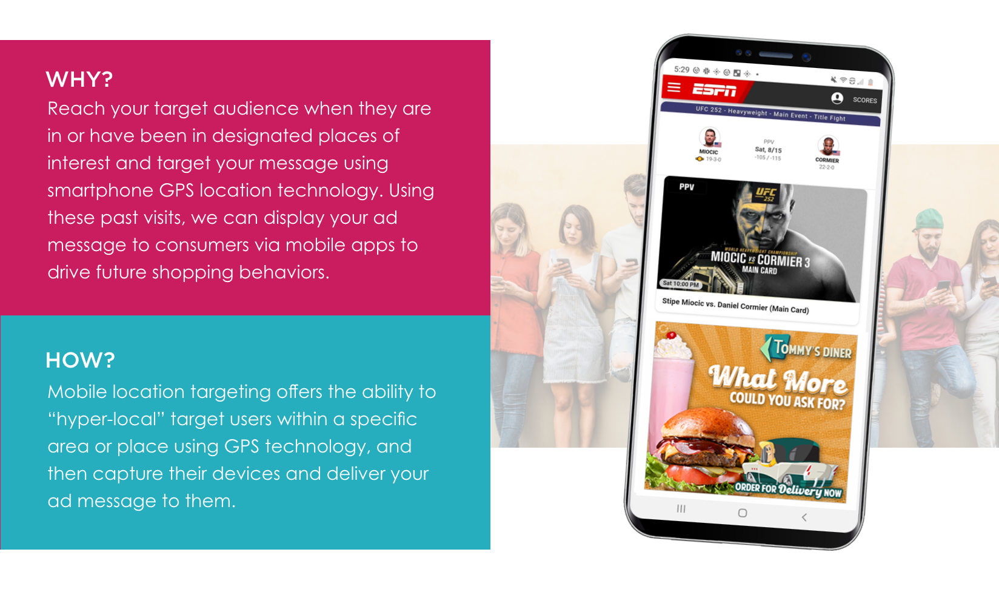 WHY?
Reach your target audience when they are
in or have been in designated places of
interest and target your message using
smartphone GPS location technology. Using
these past visits, we can display your ad
message to consumers via mobile apps to
drive future shopping behaviors.
HOW?
Mobile location targeting offers the ability to
“hyper-local” target users within a specific
area or place using GPS technology, and
then capture their devices and deliver your
ad message to them.
5:29
ESPN
SCORES
UFC 252 - Heavyweight - Main Event - Title Fight
MIOCIC
19-3-0
PPV
Sat, 8/15
-105 / -115
CORMIER
22-2-0
PPV
UFC
252
WORLD HEAVYWEIGHT CHAMPIONSHIP
MIOCIC VS CORMIER 3
MAIN CARD
Sat 10:00 PM
Stipe Miocic vs. Daniel Cormier (Main Card)
TOMMY'S DINER
What More
COULD YOU ASK FOR?
ORDER FOR Delivery NOW